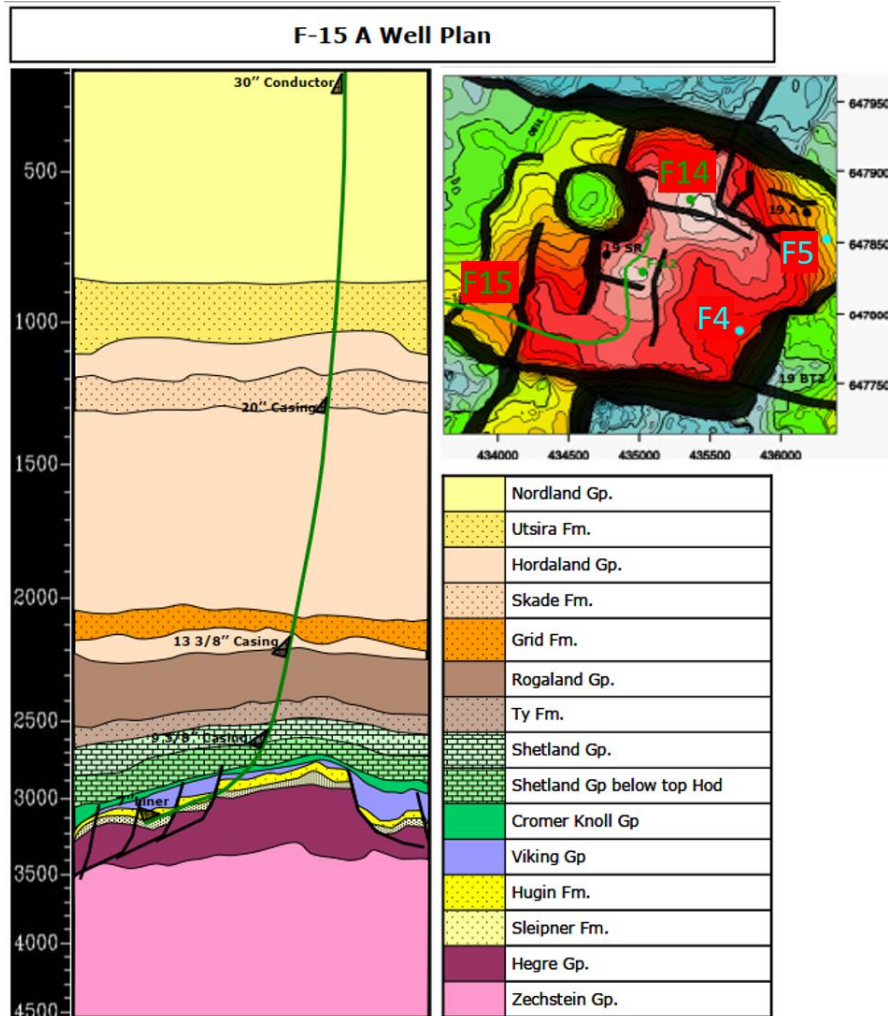 F-15 A Well Plan
30” Conductor
500
1000
20” Casing
1500
2000
13 3/8” Casing
2500
9 5/8” Casing
3000
7” Liner
3500
4000
4500
F14
F15
F5
F4
19 A
19 SR
F-12
19 BT2
647950
647900
647850
647000
647750
434000 434500 435000 435500 436000
Nordland Gp.
Utsira Fm.
Hordaland Gp.
Skade Fm.
Grid Fm.
Rogaland Gp.
Ty Fm.
Shetland Gp.
Shetland Gp below top Hod
Cromer Knoll Gp
Viking Gp
Hugin Fm.
Sleipner Fm.
Hegre Gp.
Zechstein Gp.